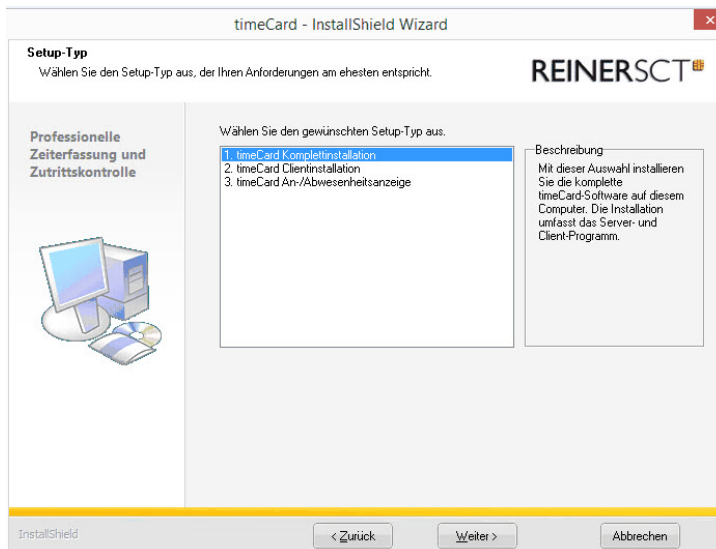 timeCard - InstallShield Wizard
Setup-Typ
Wählen Sie den Setup-Typ aus, der Ihren Anforderungen am ehesten entspricht.
REINERSCT
Professionelle
Zeiterfassung und
Zutrittskontrolle
Wählen Sie den gewünschten Setup-Typ aus.
1. timeCard Komplettinstallation
2. timeCard Clientinstallation
3. timeCard An-/Abwesenheitsanzeige
Beschreibung
Mit dieser Auswahl installieren
Sie die komplette
timeCard-Software auf diesem
Computer. Die Installation
umfasst das Server- und
Client-Programm.
InstallShield
< Zurück
Weiter >
Abbrechen